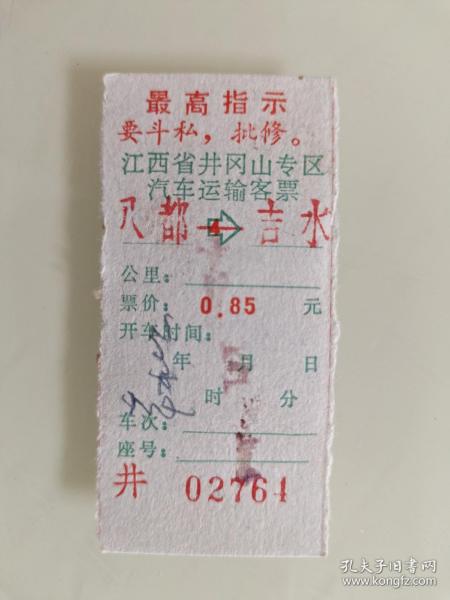 最高指示
要斗私，批修。
江西省井冈山专区
汽车运输客票
八都 吉水
公里：
票价：0.85 元
开车时间：
年 月 日
时 分
车次：
座号：
井 02764
孔夫子旧书网
www.kongfz.com